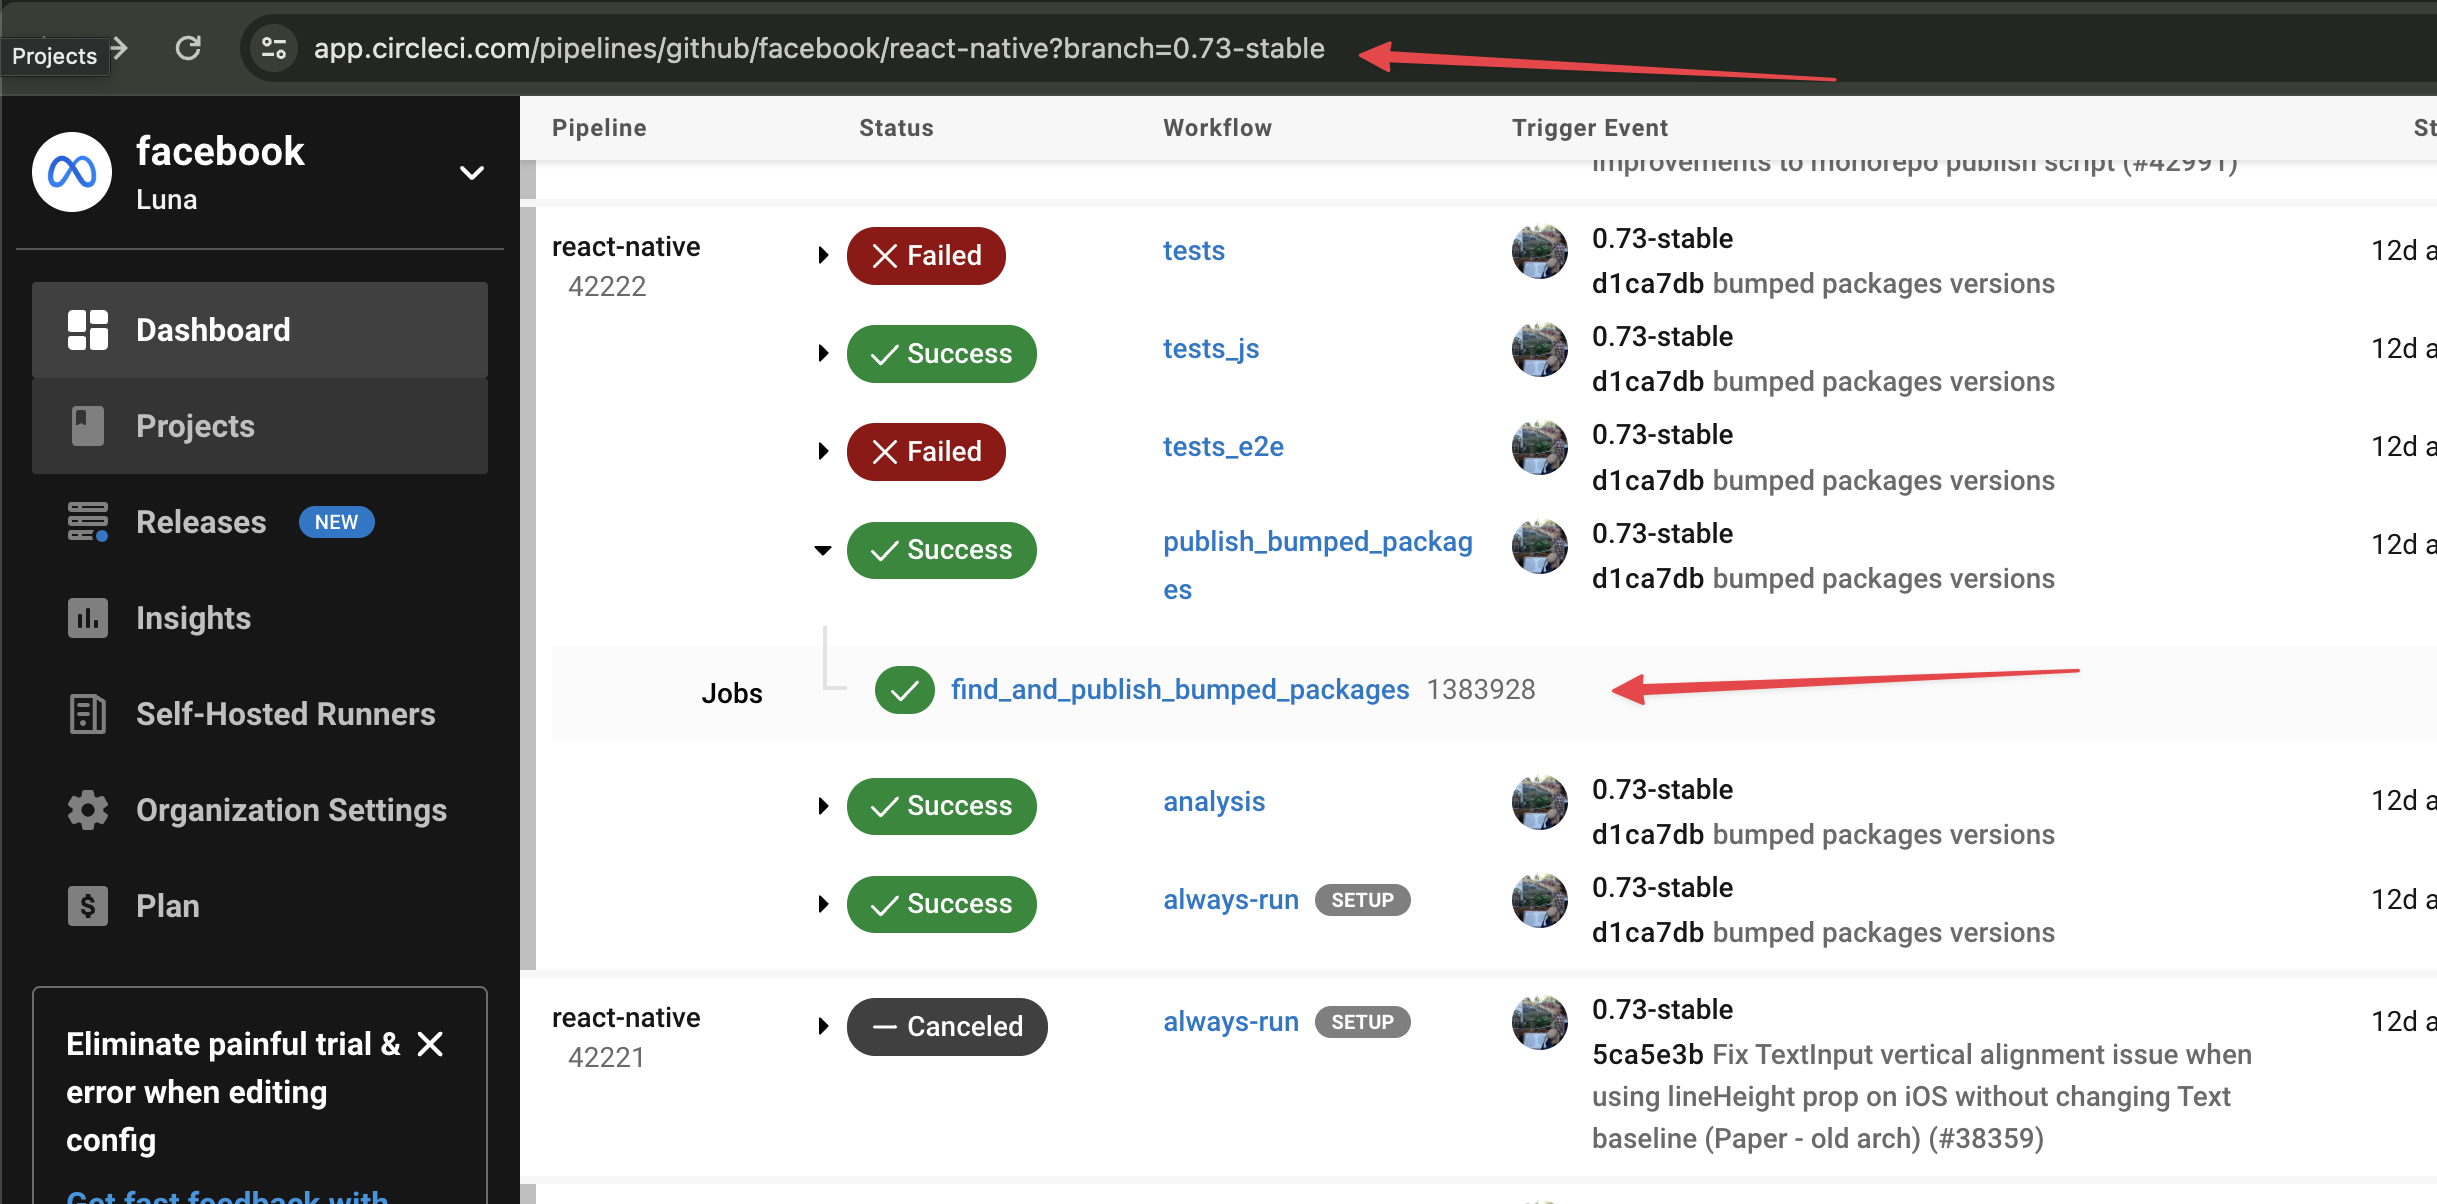 Projects
app.circleci.com/pipelines/github/facebook/react-native?branch=0.73-stable
facebook
Luna
Dashboard
Projects
Releases NEW
Insights
Self-Hosted Runners
Organization Settings
Plan
Eliminate painful trial &
error when editing
config
Get fast feedback with
Pipeline Status Workflow Trigger Event St
improvements to monorepo publish script (#42991)
react-native
42222
Failed tests 0.73-stable 12d a
d1ca7db bumped packages versions
Success tests_js 0.73-stable 12d a
d1ca7db bumped packages versions
Failed tests_e2e 0.73-stable 12d a
d1ca7db bumped packages versions
Success publish_bumped_packag 0.73-stable 12d a
es d1ca7db bumped packages versions
Jobs find_and_publish_bumped_packages 1383928
Success analysis 0.73-stable 12d a
d1ca7db bumped packages versions
Success always-run SETUP 0.73-stable 12d a
d1ca7db bumped packages versions
react-native
42221
Canceled always-run SETUP 0.73-stable 12d a
5ca5e3b Fix TextInput vertical alignment issue when
using lineHeight prop on iOS without changing Text
baseline (Paper - old arch) (#38359)